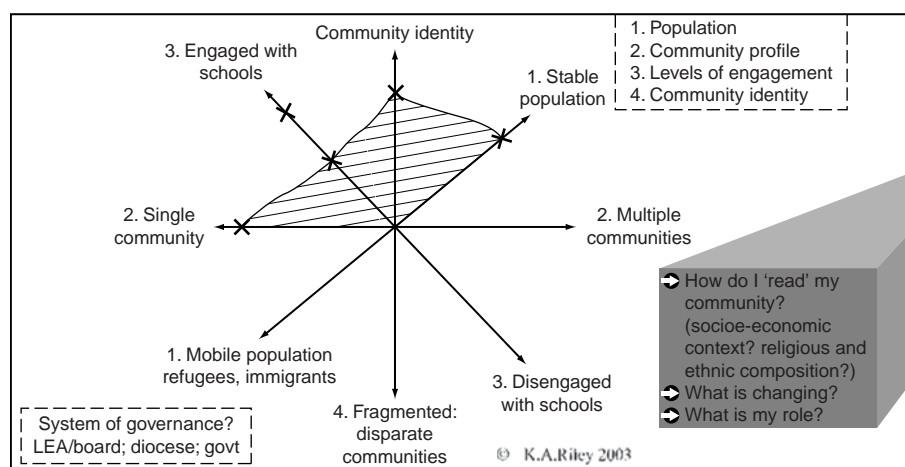 Community identity
3. Engaged with
schools
1. Stable
population
1. Population
2. Community profile
3. Levels of engagement
4. Community identity
2. Single
community
2. Multiple
communities
How do I ‘read’ my
community?
(socioe-economic
context? religious and
ethnic composition?)
What is changing?
What is my role?
1. Mobile population
refugees, immigrants
3. Disengaged
with schools
4. Fragmented:
disparate
communities
System of governance?
LEA/board; diocese; govt
© K.A.Riley 2003